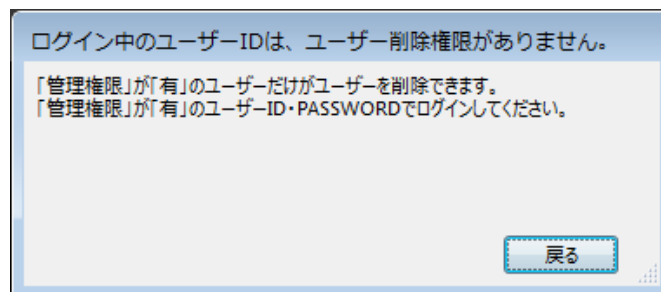 ログイン中のユーザーIDは、ユーザー削除権限がありません。
「管理権限」が「有」のユーザーだけがユーザーを削除できます。
「管理権限」が「有」のユーザーID・PASSWORDでログインしてください。
戻る